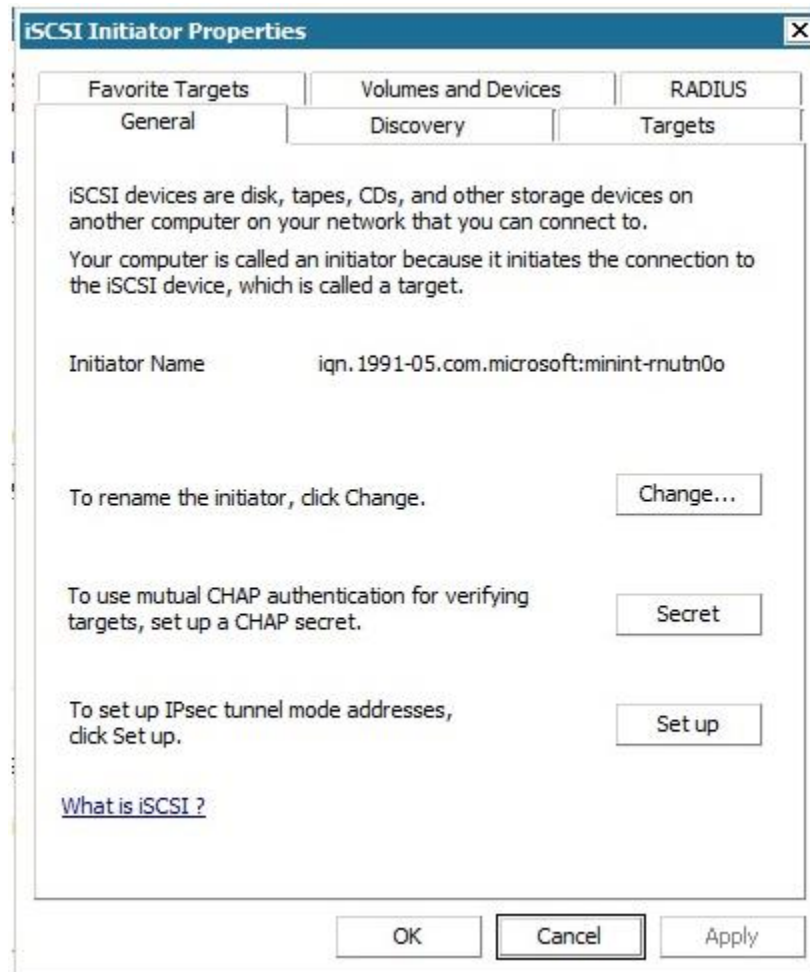 iSCSI Initiator Properties
Favorite Targets Volumes and Devices RADIUS
General Discovery Targets
iSCSI devices are disk, tapes, CDs, and other storage devices on
another computer on your network that you can connect to.
Your computer is called an initiator because it initiates the connection to
the iSCSI device, which is called a target.
Initiator Name iqn.1991-05.com.microsoft:minint-rnutn0o
To rename the initiator, click Change. Change...
To use mutual CHAP authentication for verifying
targets, set up a CHAP secret. Secret
To set up IPsec tunnel mode addresses,
click Set up. Set up
What is iSCSI ?
OK Cancel Apply